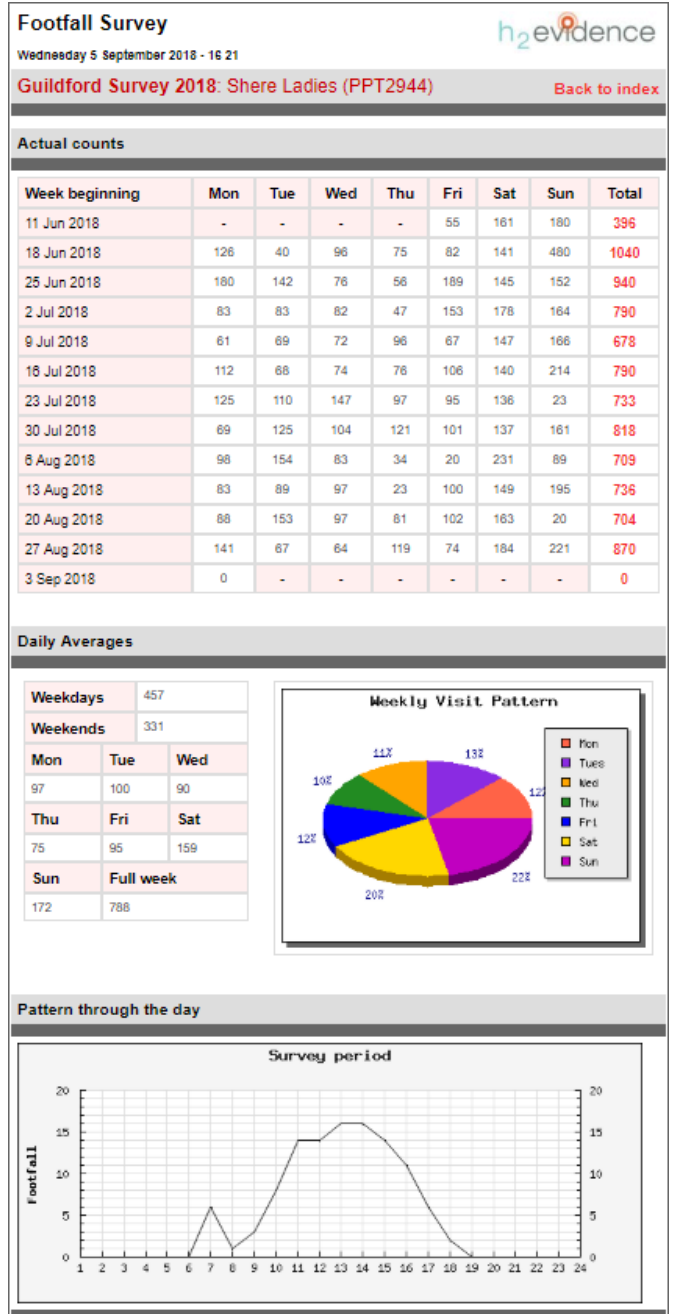 Footfall Survey
h2evidence
Wednesday 5 September 2018 - 16 21
Guildford Survey 2018: Shere Ladies (PPT2944)
Back to index
Actual counts
Week beginning Mon Tue Wed Thu Fri Sat Sun Total
11 Jun 2018 - - - - 55 161 180 396
18 Jun 2018 126 40 96 75 82 141 480 1040
25 Jun 2018 180 142 76 56 189 145 152 940
2 Jul 2018 83 83 82 47 153 178 164 790
9 Jul 2018 61 69 72 96 67 147 166 678
16 Jul 2018 112 68 74 76 106 140 214 790
23 Jul 2018 125 110 147 97 95 136 23 733
30 Jul 2018 69 125 104 121 101 137 161 818
6 Aug 2018 98 154 83 34 20 231 89 709
13 Aug 2018 83 89 97 23 100 149 195 736
20 Aug 2018 88 153 97 81 102 163 20 704
27 Aug 2018 141 67 64 119 74 184 221 870
3 Sep 2018 0 - - - - - - 0
Daily Averages
Weekdays 457
Weekends 331
Mon Tue Wed
97 100 90
Thu Fri Sat
75 95 159
Sun Full week
172 788
Weekly Visit Pattern
11% 13%
10% 12%
12%
20% 22%
Mon
Tues
Wed
Thu
Fri
Sat
Sun
Pattern through the day
Survey period
Footfall
20 20
15 15
10 10
5 5
0 0
1 2 3 4 5 6 7 8 9 10 11 12 13 14 15 16 17 18 19 20 21 22 23 24